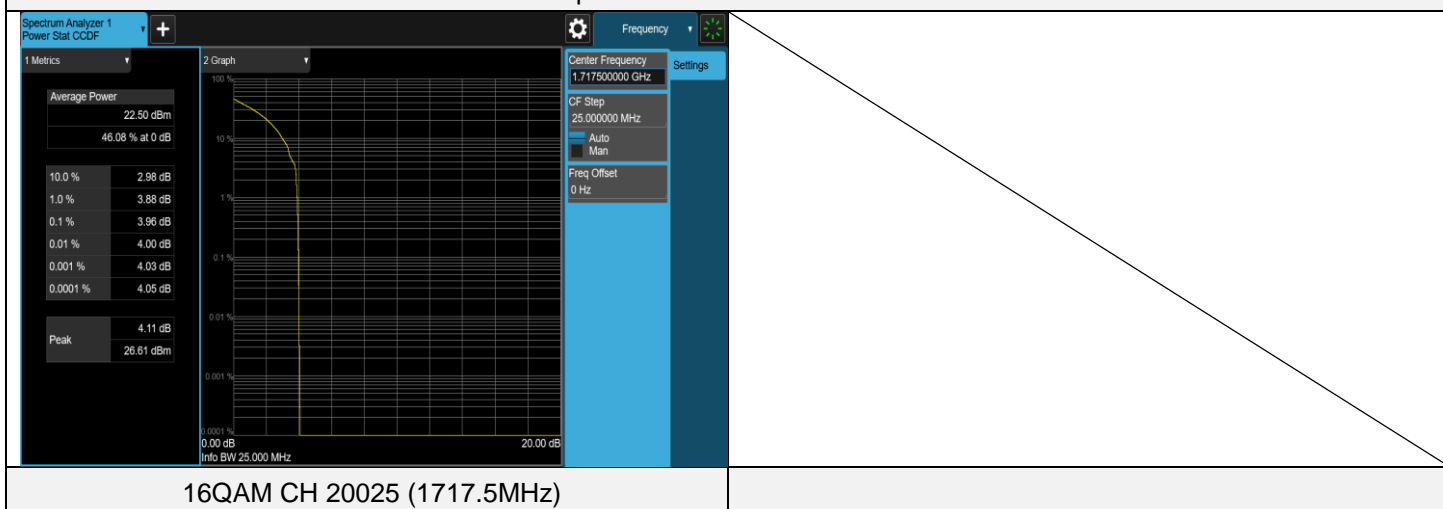 Spectrum Analyzer 1
Power Stat CCDF
+
Frequency
1 Metrics
2 Graph
Average Power
22.50 dBm
46.08 % at 0 dB
10.0 % 2.98 dB
1.0 % 3.88 dB
0.1 % 3.96 dB
0.01 % 4.00 dB
0.001 % 4.03 dB
0.0001 % 4.05 dB
Peak
4.11 dB
26.61 dBm
100 %
10 %
1 %
0.1 %
0.01 %
0.001 %
0.0001 %
0.00 dB 20.00 dB
Info BW 25.000 MHz
Center Frequency
1.717500000 GHz
Settings
CF Step
25.000000 MHz
Auto
Man
Freq Offset
0 Hz
16QAM CH 20025 (1717.5MHz)